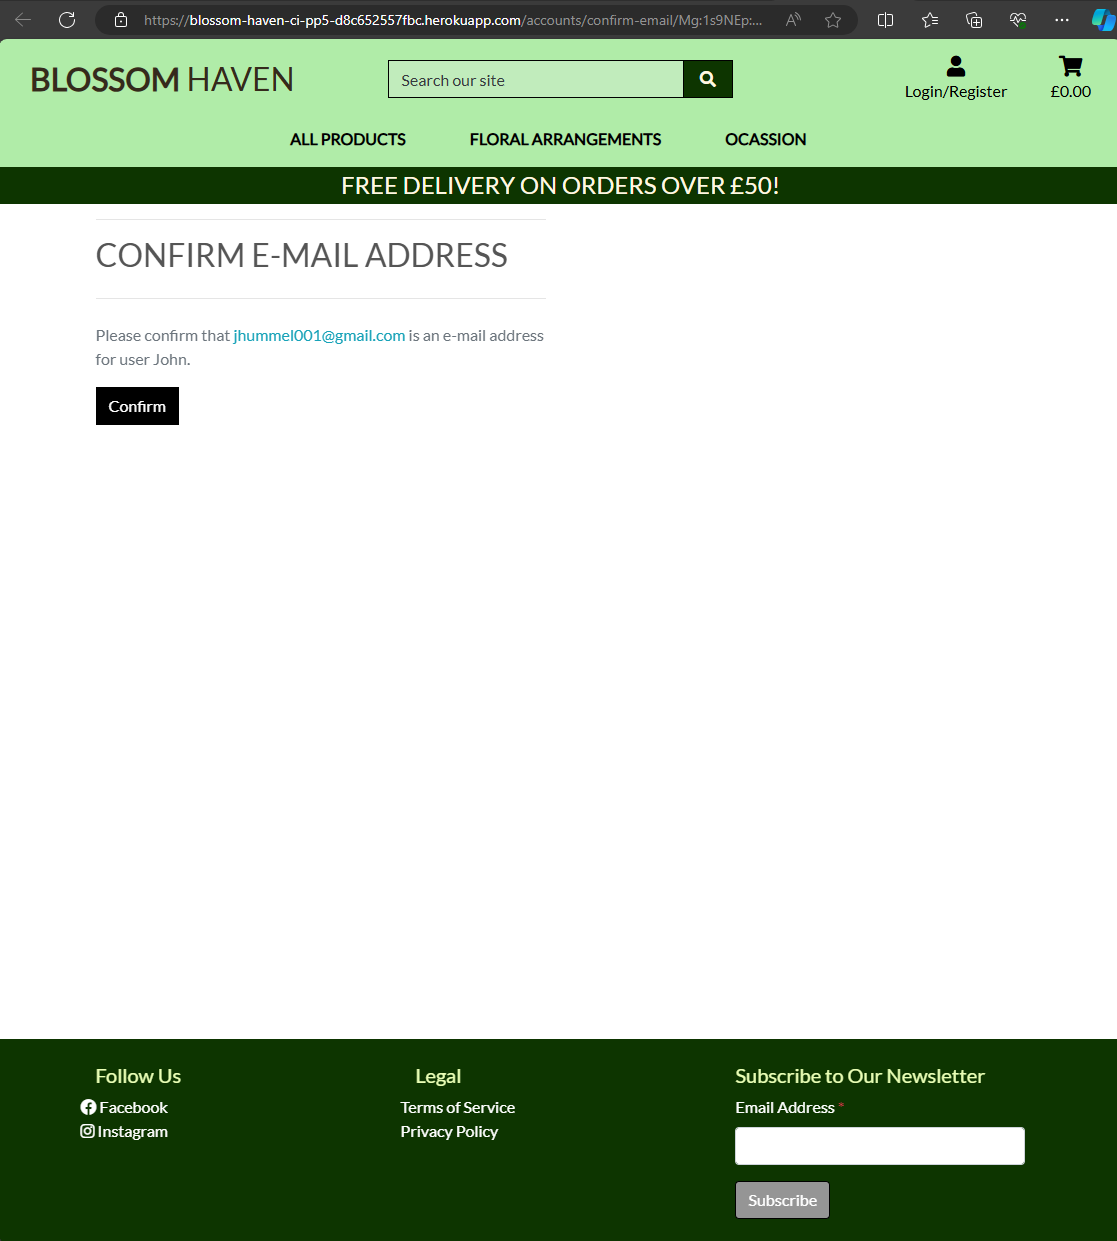 https://blossom-haven-ci-pp5-d8c652557fbc.herokuapp.com/accounts/confirm-email/Mg:1s9NEp:...
BLOSSOM HAVEN
Search our site
Login/Register
£0.00
ALL PRODUCTS
FLORAL ARRANGEMENTS
OCASSION
FREE DELIVERY ON ORDERS OVER £50!
CONFIRM E-MAIL ADDRESS
Please confirm that jhummel001@gmail.com is an e-mail address
for user John.
Confirm
Follow Us
Facebook
Instagram
Legal
Terms of Service
Privacy Policy
Subscribe to Our Newsletter
Email Address *
Subscribe